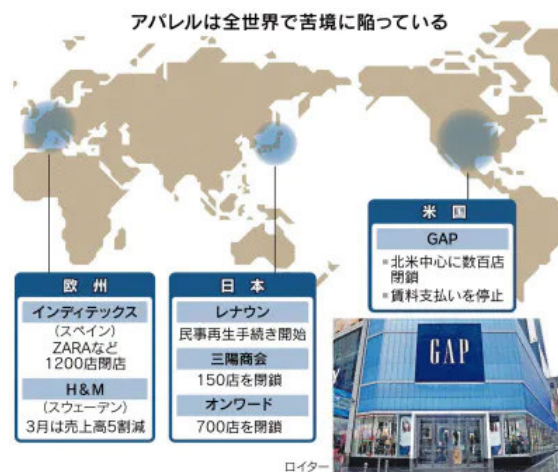 アパレルは全世界で苦境に陥っている
欧州
インディテックス
(スペイン)
ZARAなど
1200店閉店
H&M
(スウェーデン)
3月は売上高5割減
日本
レナウン
民事再生手続き開始
三陽商会
150店を閉鎖
オンワード
700店を閉鎖
米国
GAP
▪北米中心に数百店
閉鎖
▪賃料支払いを停止
GAP
ロイター